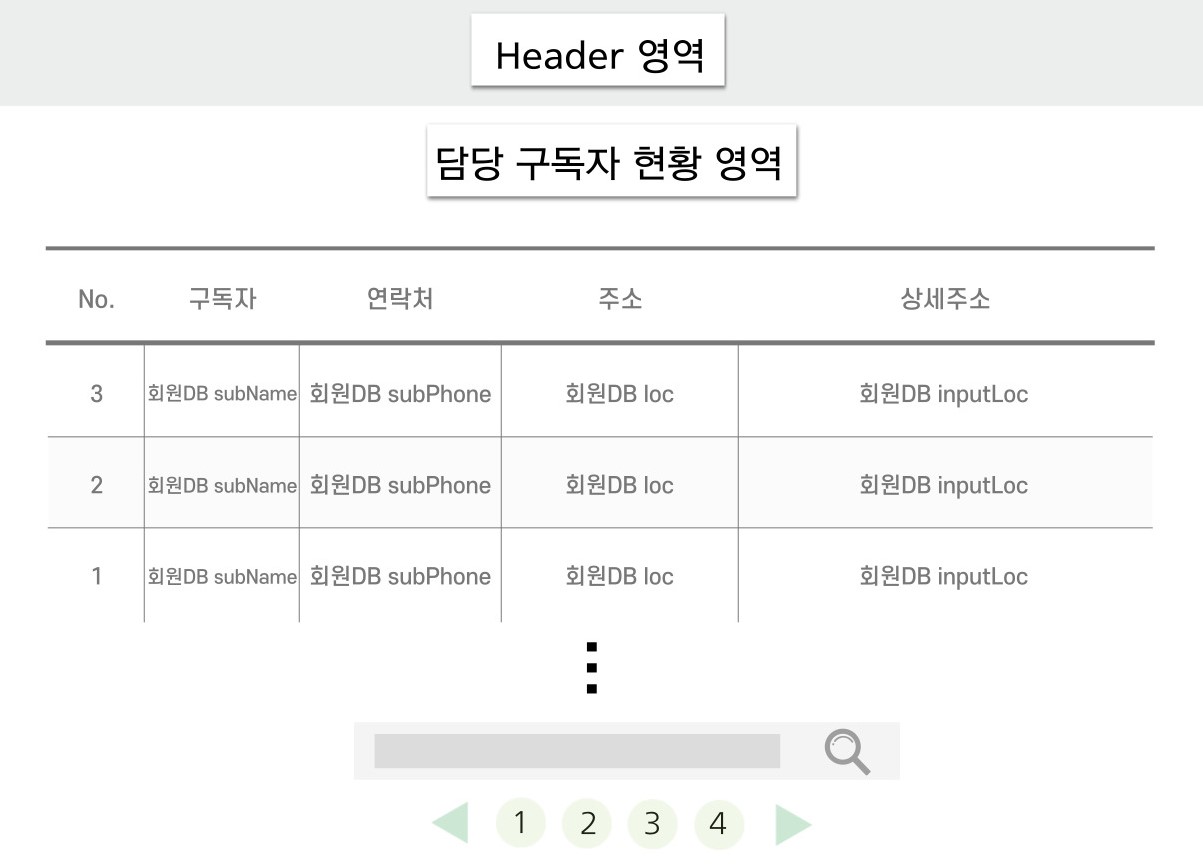 Header 영역
담당 구독자 현황 영역
No. 구독자 연락처 주소 상세주소
3 회원DB subName 회원DB subPhone 회원DB loc 회원DB inputLoc
2 회원DB subName 회원DB subPhone 회원DB loc 회원DB inputLoc
1 회원DB subName 회원DB subPhone 회원DB loc 회원DB inputLoc
1 2 3 4